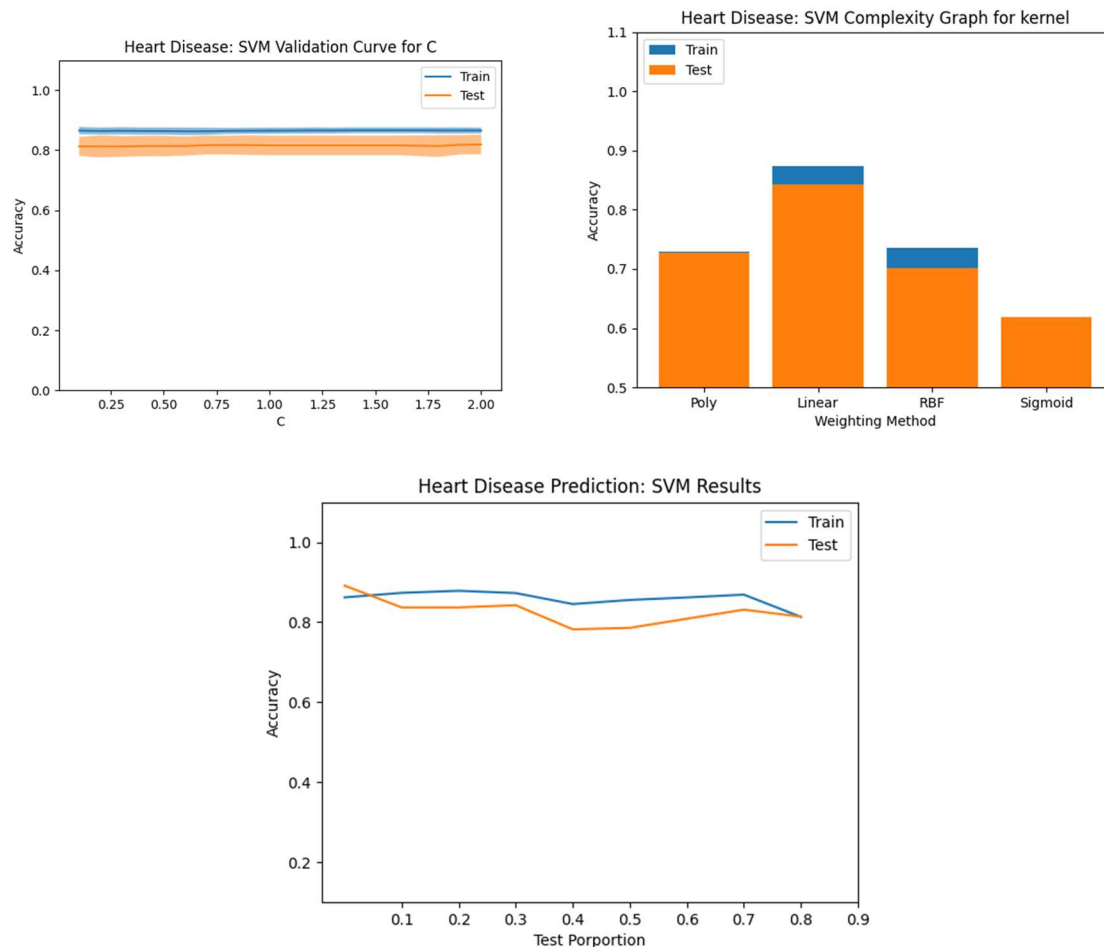 Heart Disease: SVM Validation Curve for C
Train
Test
1.0
0.8
0.6
0.4
0.2
0.0
Accuracy
0.25 0.50 0.75 1.00 1.25 1.50 1.75 2.00
C
Heart Disease: SVM Complexity Graph for kernel
Train
Test
1.1
1.0
0.9
0.8
0.7
0.6
0.5
Accuracy
Poly Linear RBF Sigmoid
Weighting Method
Heart Disease Prediction: SVM Results
Train
Test
1.0
0.8
0.6
0.4
0.2
Accuracy
0.1 0.2 0.3 0.4 0.5 0.6 0.7 0.8 0.9
Test Porportion